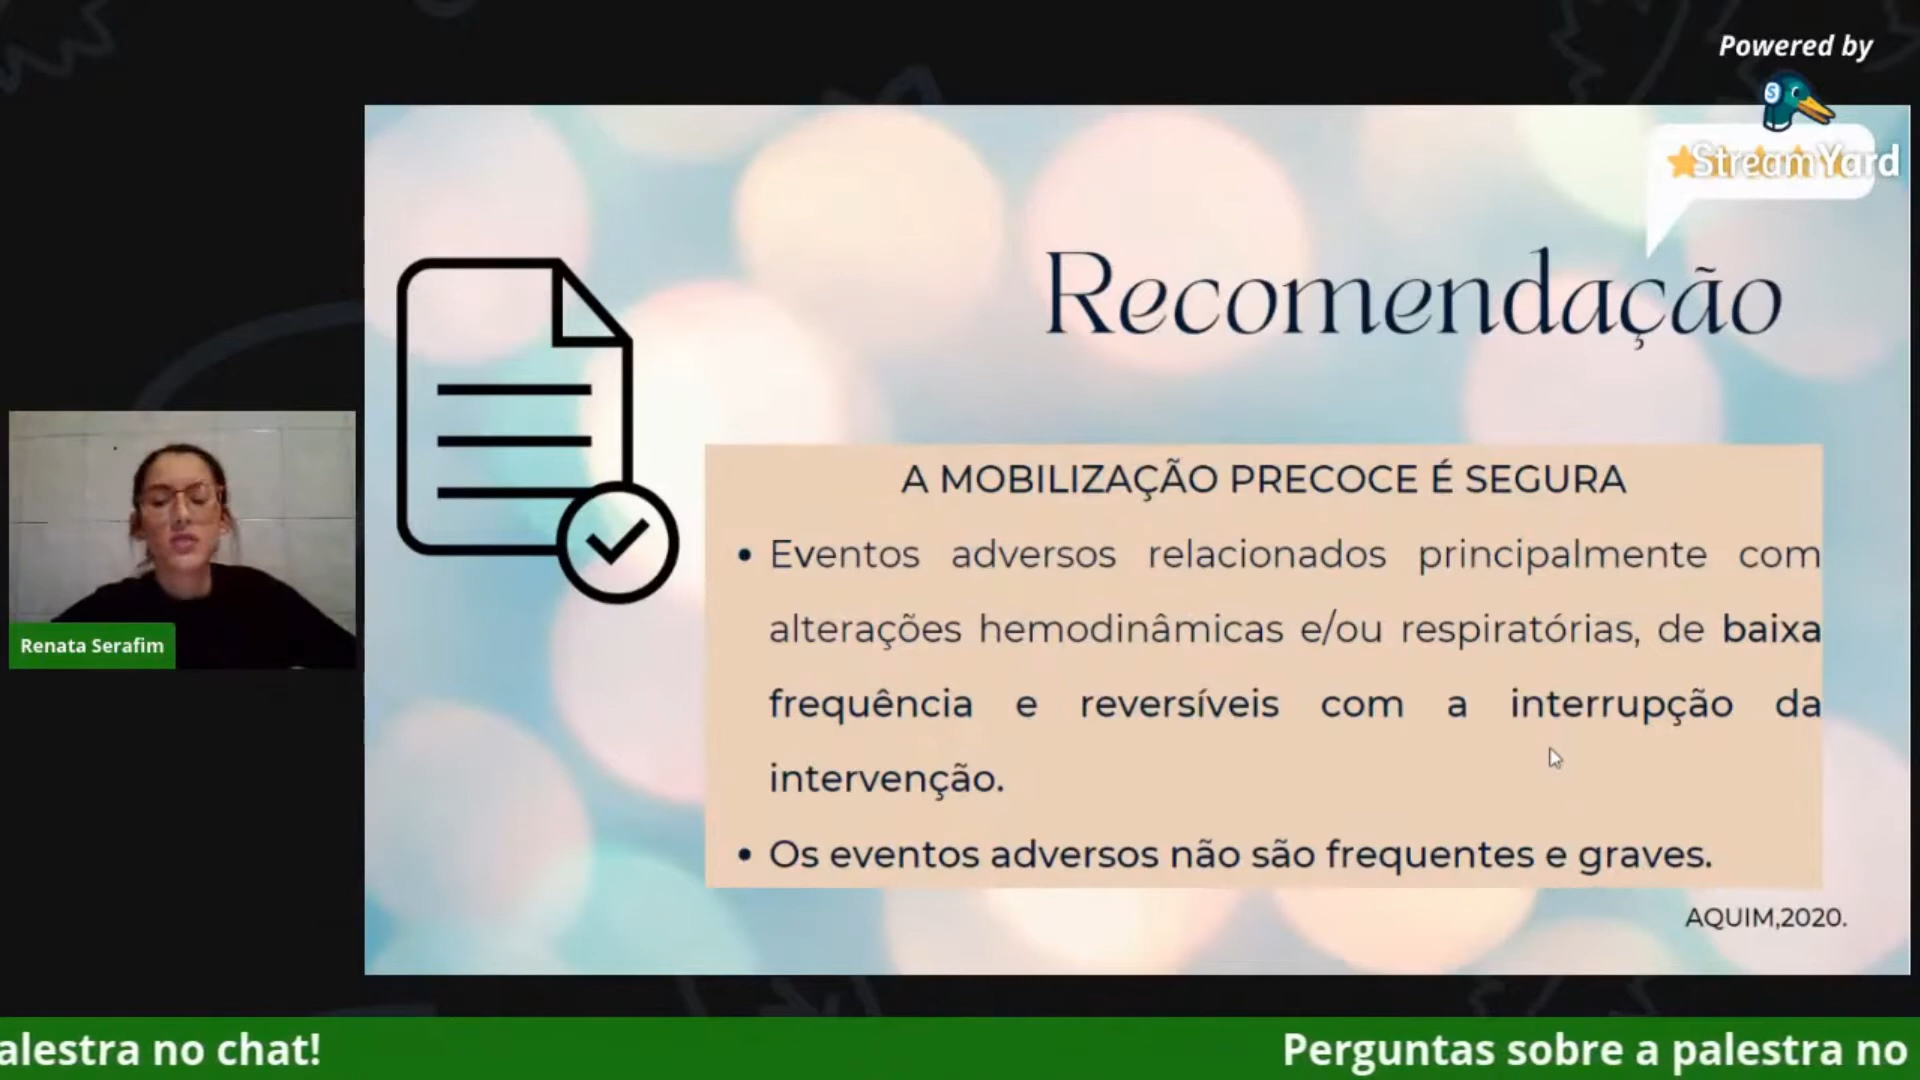 Powered by
StreamYard
Recomendação
A MOBILIZAÇÃO PRECOCE É SEGURA
• Eventos adversos relacionados principalmente com
alterações hemodinâmicas e/ou respiratórias, de baixa
frequência e reversíveis com a interrupção da
intervenção.
• Os eventos adversos não são frequentes e graves.
AQUIM,2020.
Renata Serafim
alestra no chat!
Perguntas sobre a palestra no